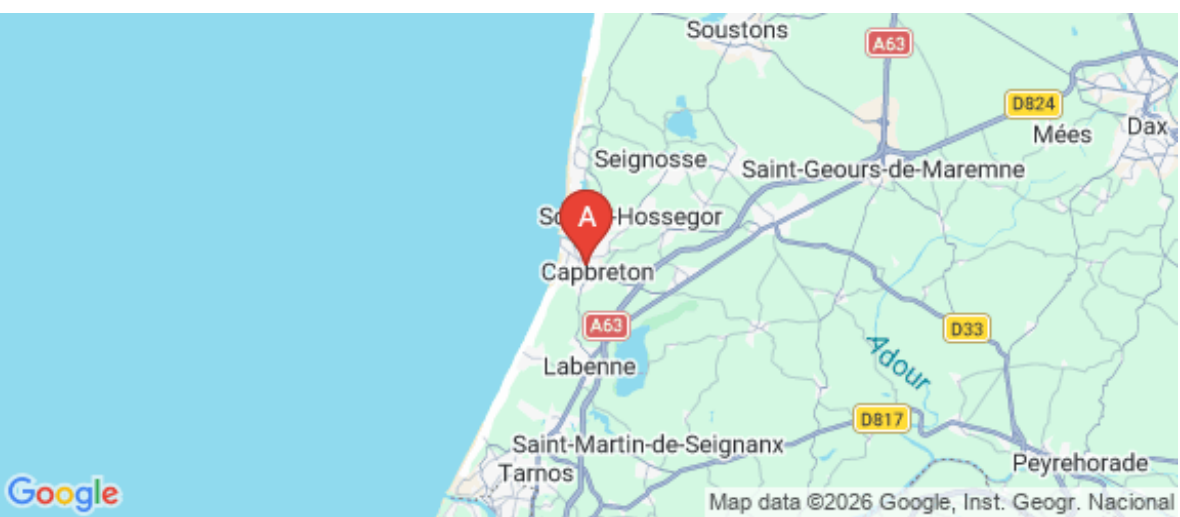 Soustons
A63
D824
Mées
Dax
Seignosse
Saint-Geours-de-Maremne
A
-Hossegor
Capbreton
A63
D33
Adour
Labenne
D817
Saint-Martin-de-Seignanx
Tarnos
Peyrehorade
Google
Map data ©2026 Google, Inst. Geogr. Nacional